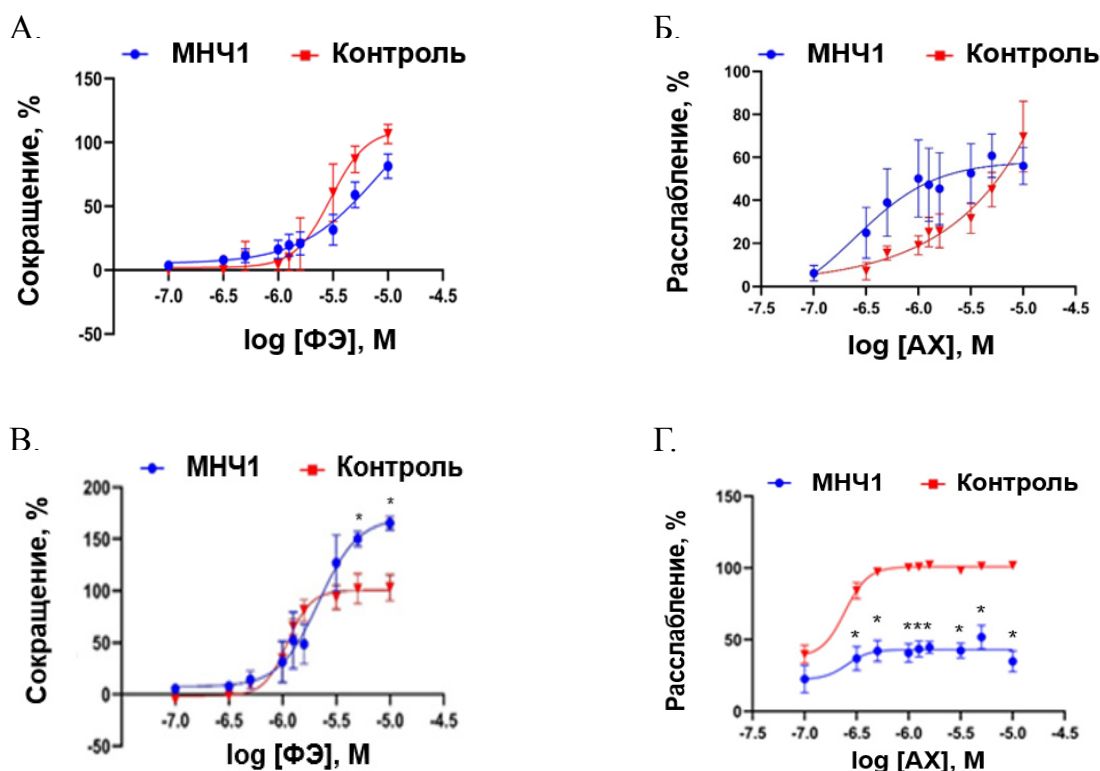 А.
МНЧ1 Контроль
Сокращение, %
150
100
50
0
-50
-7.0 -6.5 -6.0 -5.5 -5.0 -4.5
log [ФЭ], М
Б.
МНЧ1 Контроль
Расслабление, %
100
80
60
40
20
0
-7.5 -7.0 -6.5 -6.0 -5.5 -5.0 -4.5
log [АХ], М
В.
МНЧ1 Контроль
Сокращение, %
200
150
100
50
0
-50
* *
-7.0 -6.5 -6.0 -5.5 -5.0 -4.5
log [ФЭ], М
Г.
МНЧ1 Контроль
Расслабление, %
150
100
50
0
* * *** * * *
-7.5 -7.0 -6.5 -6.0 -5.5 -5.0 -4.5
log [АХ], М